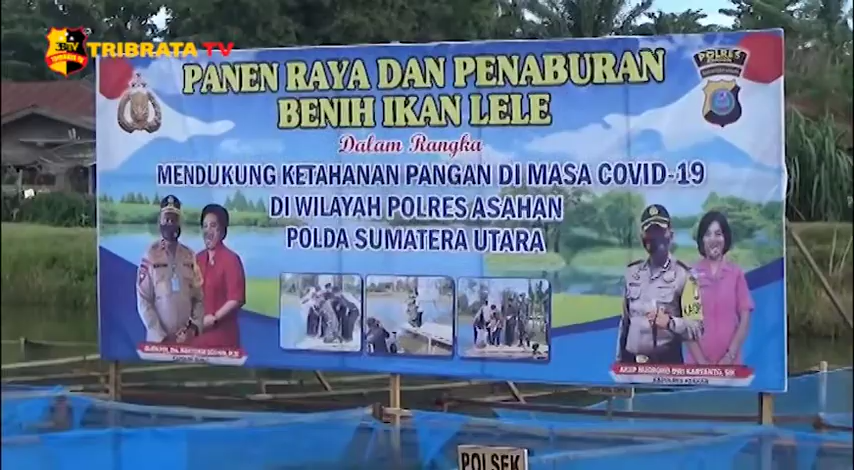 TRIBRATA TV
PANEN RAYA DAN PENABURAN
BENIH IKAN LELE
POLRES
Dalam Rangka
MENDUKUNG KETAHANAN PANGAN DI MASA COVID-19
DI WILAYAH POLRES ASAHAN
POLDA SUMATERA UTARA
POLSEK